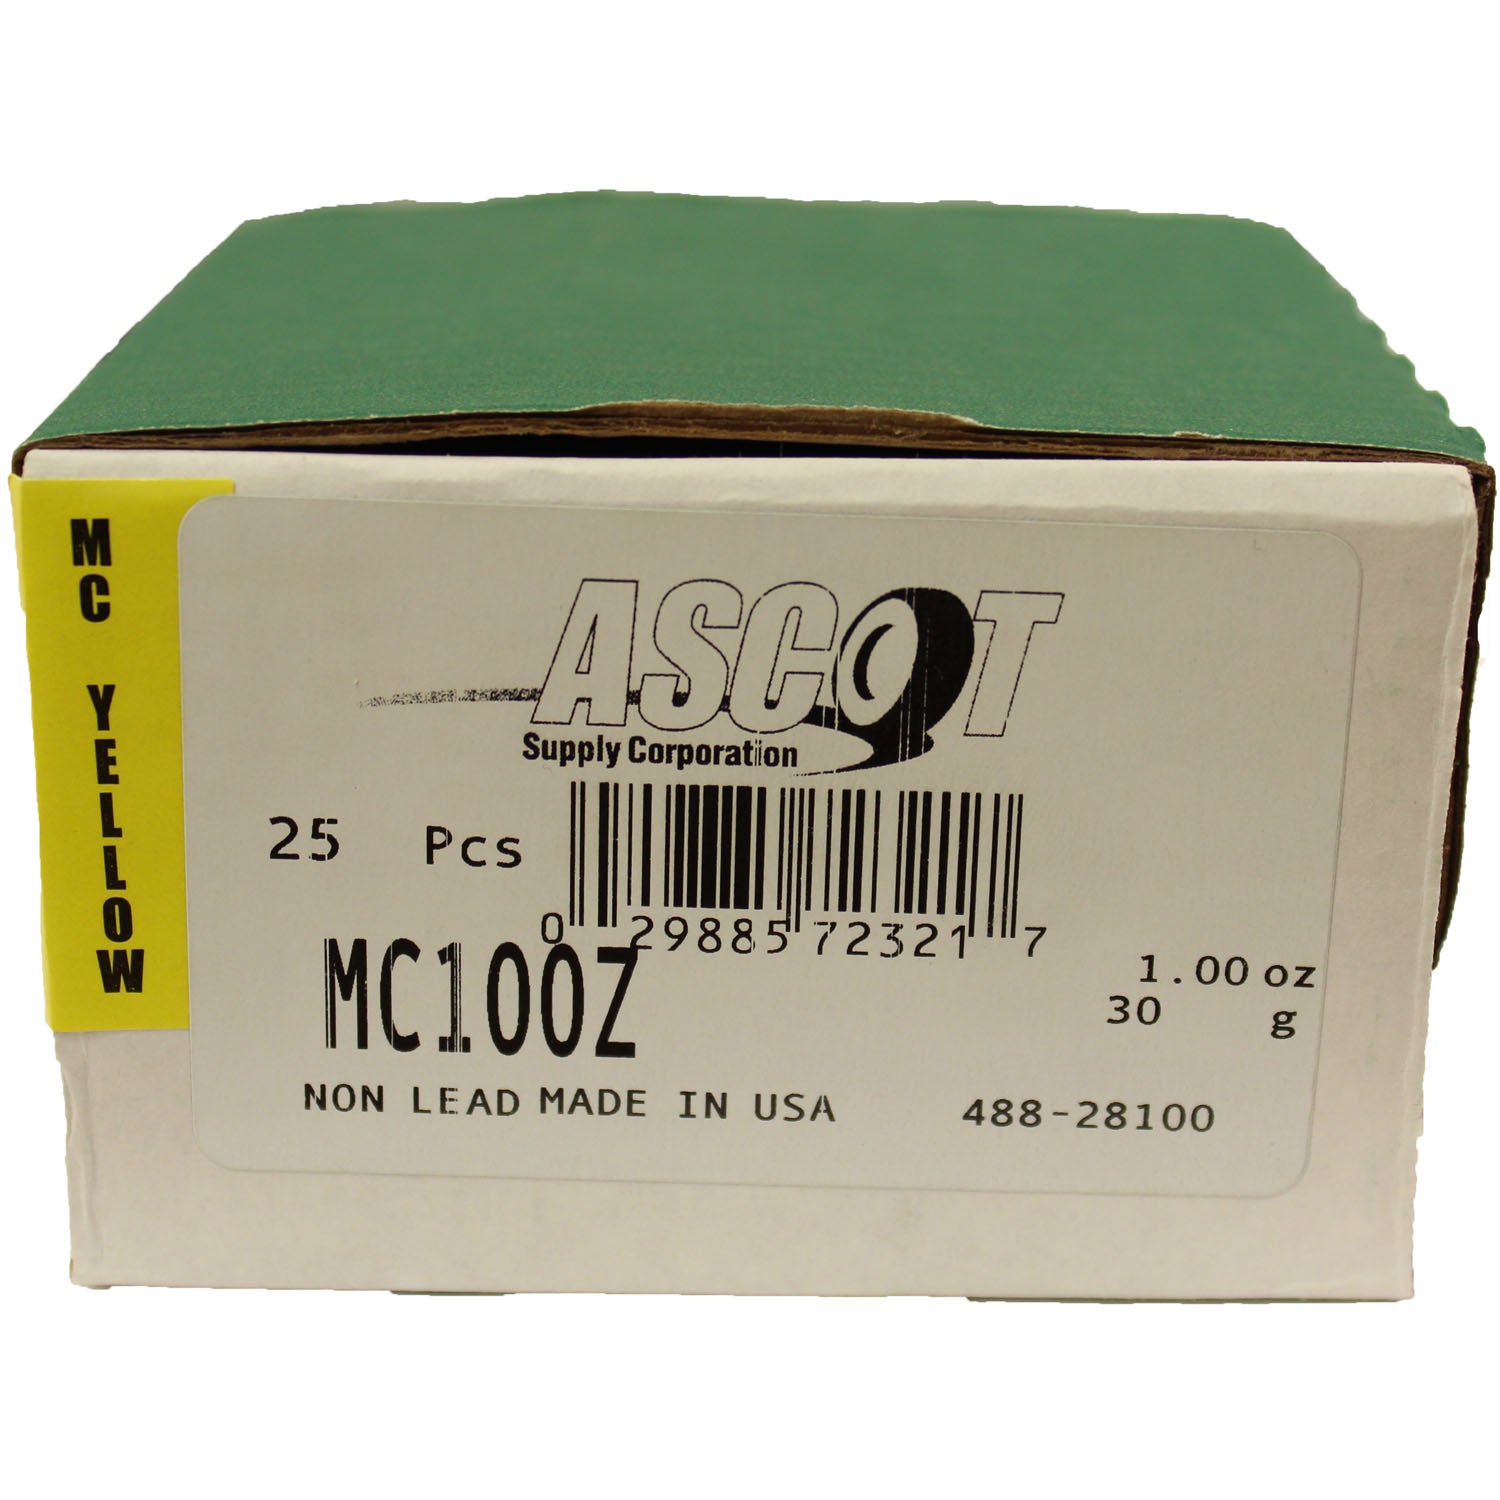 MC YELLOW
ASCOT
Supply Corporation
25 Pcs
0 29885 72321 7
MC100Z
1.00 oz
30 g
NON LEAD MADE IN USA
488-28100